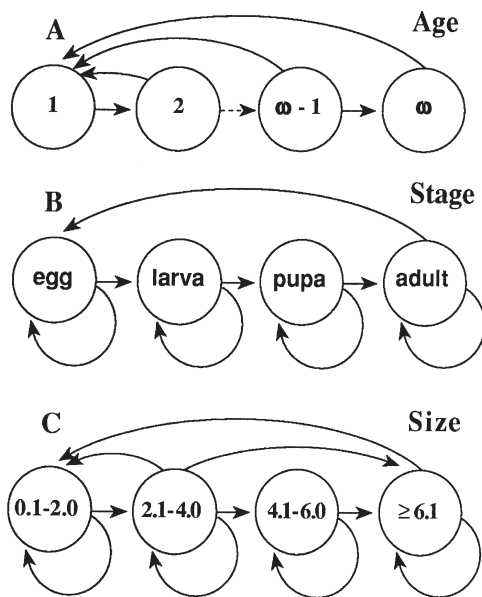 A Age
1 2 ω - 1 ω
B Stage
egg larva pupa adult
C Size
0.1-2.0 2.1-4.0 4.1-6.0 ≥ 6.1